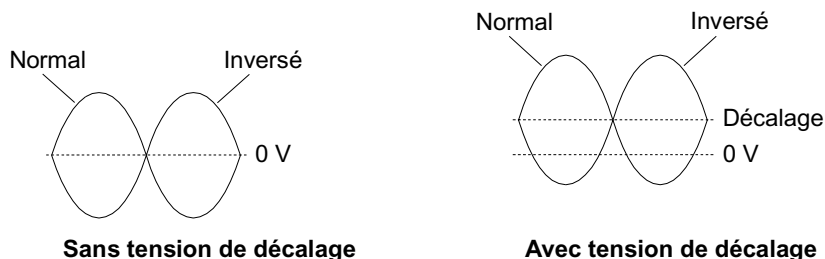 Normal
Inversé
0 V
Sans tension de décalage
Normal
Inversé
Décalage
0 V
Avec tension de décalage